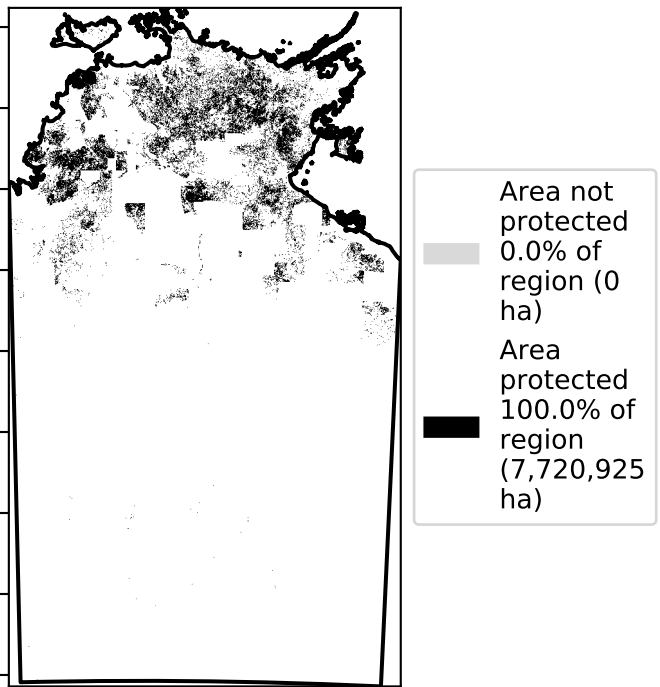 Area not
protected
0.0% of
region (0
ha)
Area
protected
100.0% of
region
(7,720,925
ha)